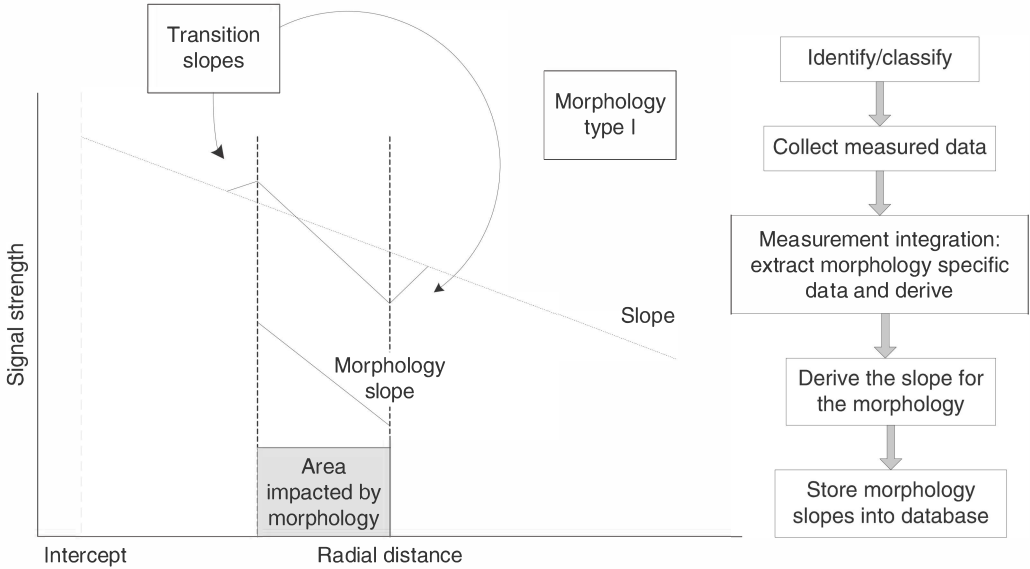 Transition
slopes
Morphology
type I
Signal strength
Slope
Morphology
slope
Area
impacted by
morphology
Intercept
Radial distance
Identify/classify
Collect measured data
Measurement integration:
extract morphology specific
data and derive
Derive the slope for
the morphology
Store morphology
slopes into database